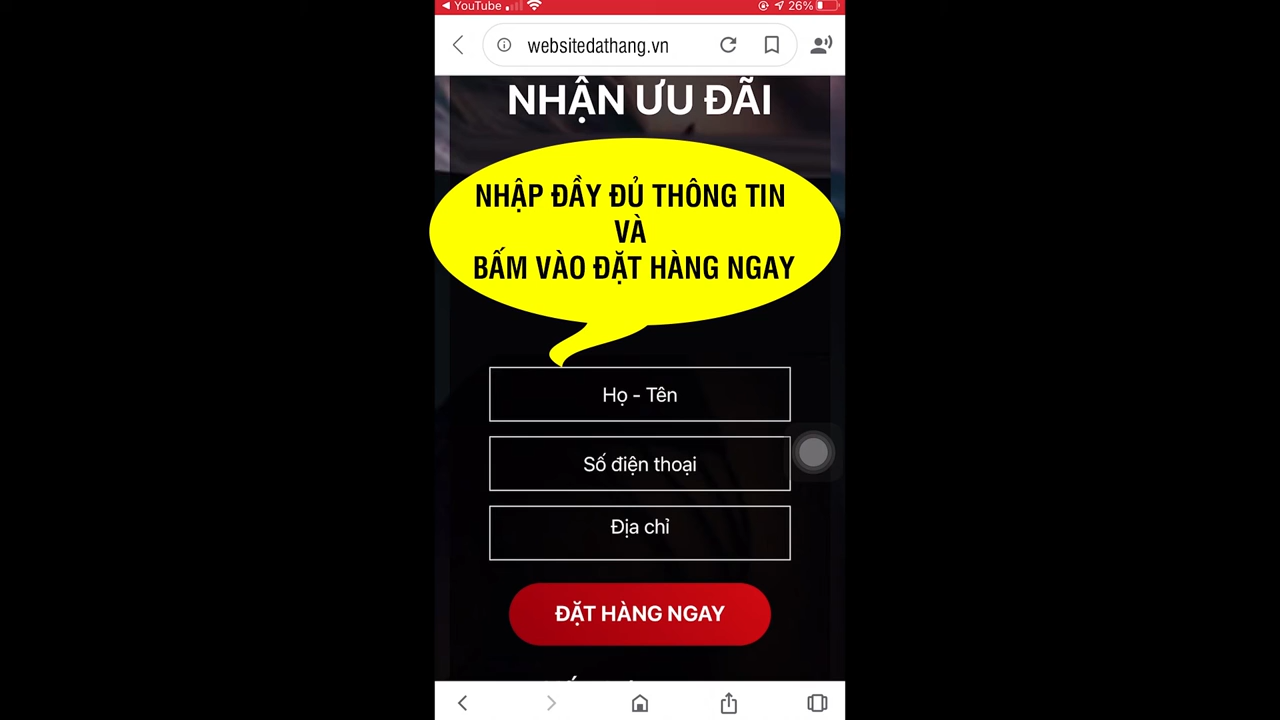 YouTube
26%
websitedathang.vn
NHẬN ƯU ĐÃI
NHẬP ĐẦY ĐỦ THÔNG TIN
VÀ
BẤM VÀO ĐẶT HÀNG NGAY
Họ - Tên
Số điện thoại
Địa chỉ
ĐẶT HÀNG NGAY